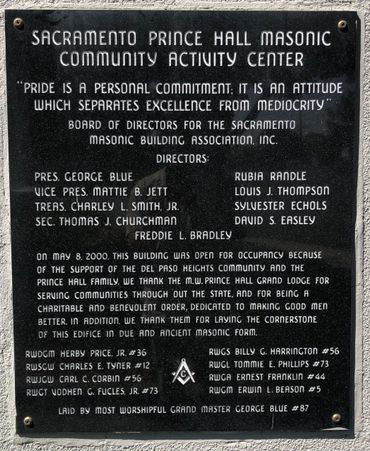 SACRAMENTO PRINCE HALL MASONIC
COMMUNITY ACTIVITY CENTER
"PRIDE IS A PERSONAL COMMITMENT; IT IS AN ATTITUDE
WHICH SEPARATES EXCELLENCE FROM MEDIOCRITY"
BOARD OF DIRECTORS FOR THE SACRAMENTO
MASONIC BUILDING ASSOCIATION, INC.
DIRECTORS:
PRES. GEORGE BLUE RUBIA RANDLE
VICE PRES. MATTIE B. JETT LOUIS J. THOMPSON
TREAS. CHARLEY L. SMITH, JR. SYLVESTER ECHOLS
SEC. THOMAS J. CHURCHMAN DAVID S. EASLEY
FREDDIE L. BRADLEY
ON MAY 8, 2000, THIS BUILDING WAS OPEN FOR OCCUPANCY BECAUSE
OF THE SUPPORT OF THE DEL PASO HEIGHTS COMMUNITY AND THE
PRINCE HALL FAMILY. WE THANK THE M.W. PRINCE HALL GRAND LODGE FOR
SERVING COMMUNITIES THROUGH OUT THE STATE, AND FOR BEING A
CHARITABLE AND BENEVOLENT ORDER, DEDICATED TO MAKING GOOD MEN
BETTER. IN ADDITION, WE THANK THEM FOR LAYING THE CORNERSTONE
OF THIS EDIFICE IN DUE AND ANCIENT MASONIC FORM.
RWDGM HERBY PRICE, JR. #36 RWGS BILLY G. HARRINGTON #56
RWSGW CHARLES E. TYNER #12 RWGL TOMMIE E. PHILLIPS #73
RWJGW CARL C. CORBIN #56 G RWGA ERNEST FRANKLIN #44
RWGT VODHEN G. FUCLES, JR. #73 RWGM ERWIN L. BEASON #5
LAID BY MOST WORSHIPFUL GRAND MASTER GEORGE BLUE #87